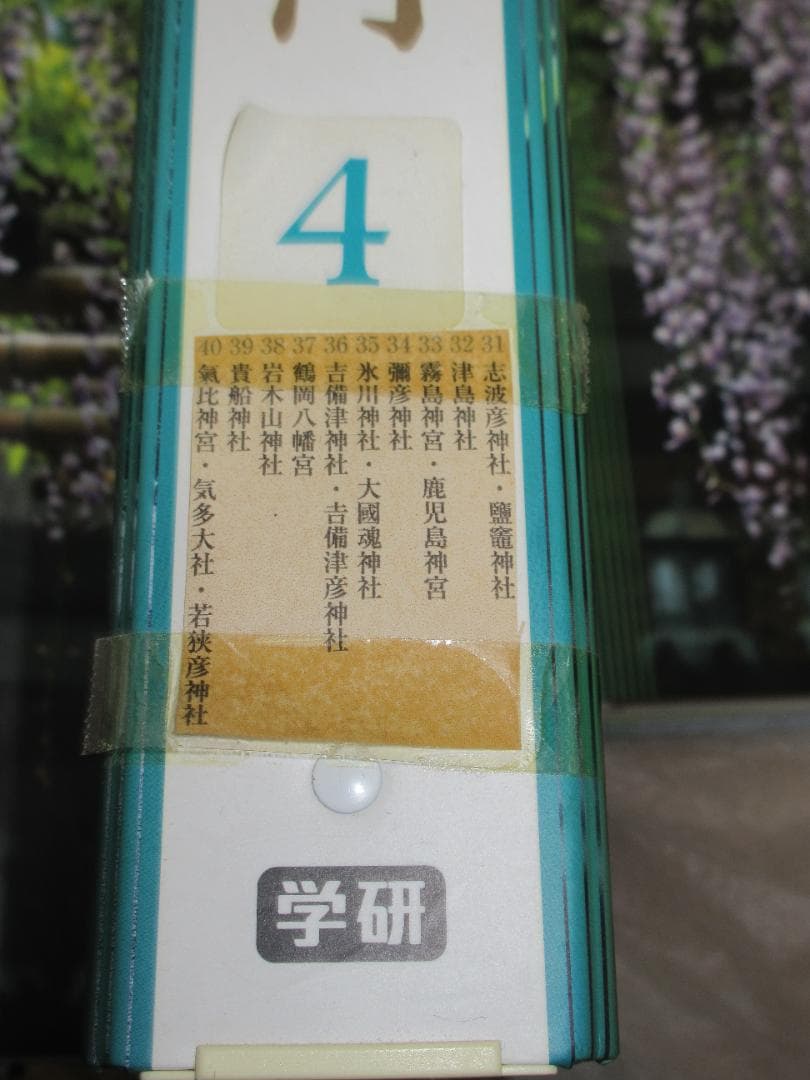 4
31 志波彦神社・鹽竈神社
32 津島神社
33 霧島神宮・鹿児島神宮
34 彌彦神社
35 氷川神社・大國魂神社
36 吉備津神社・吉備津彦神社
37 鶴岡八幡宮
38 岩木山神社
39 貴船神社
40 氣比神宮・気多大社・若狭彦神社
学研